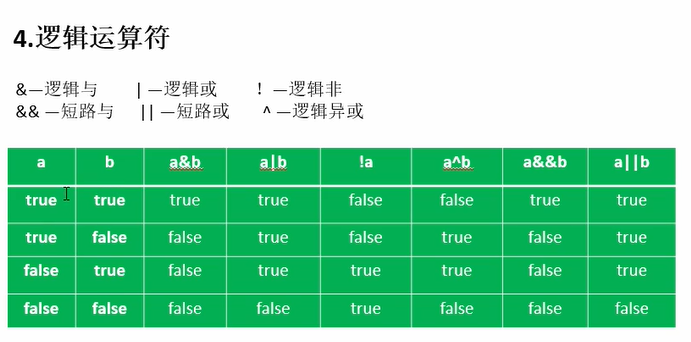 4.逻辑运算符
&—逻辑与 | —逻辑或 ! —逻辑非
&& —短路与 || —短路或 ^ —逻辑异或
a b a&b a|b !a a^b a&&b a||b
true true true true false false true true
true false false true false true false true
false true false true true true false true
false false false false true false false false